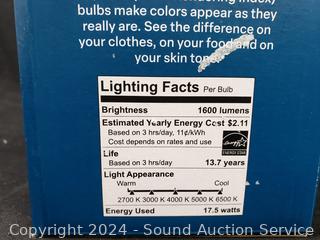 bulbs make colors appear as they
really are. See the difference on
your clothes, on your food and on
your skin tone.
Lighting Facts Per Bulb
Brightness 1600 lumens
Estimated Yearly Energy Cost $2.11
Based on 3 hrs/day, 11¢/kWh
Cost depends on rates and use
ENERGY STAR
Life
Based on 3 hrs/day 13.7 years
Light Appearance
Warm Cool
2700 K 3000 K 4000 K 5000 K 6500 K
Energy Used 17.5 watts
Copyright 2024 - Sound Auction Service